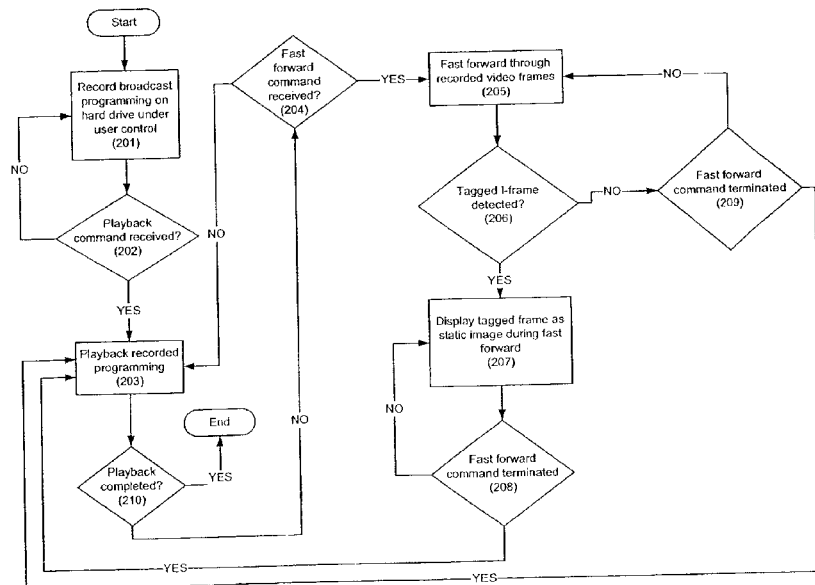 Start
Record broadcast
programming on
hard drive under
user control
(201)
NO
Playback
command received?
(202)
YES
Playback recorded
programming
(203)
Playback
completed?
(210)
YES
End
NO
Fast
forward
command
received?
(204)
NO
YES
Fast forward through
recorded video frames
(205)
NO
Tagged I-frame
detected?
(206)
NO
Fast forward
command terminated
(209)
YES
Display tagged frame as
static image during fast
forward
(207)
NO
Fast forward
command terminated
(208)
YES
YES